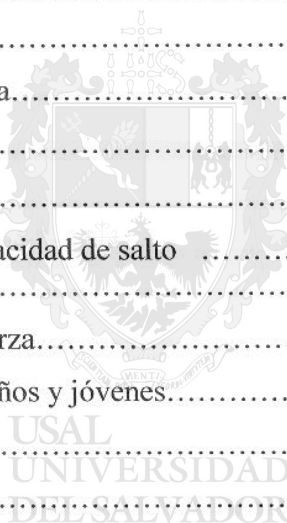 ..................
a..................
..................
..................
acidad de salto ..........
..................
rza..................
ños y jóvenes.............
USAL
..................
UNIVERSIDAD
..................
DEL SALVADOR